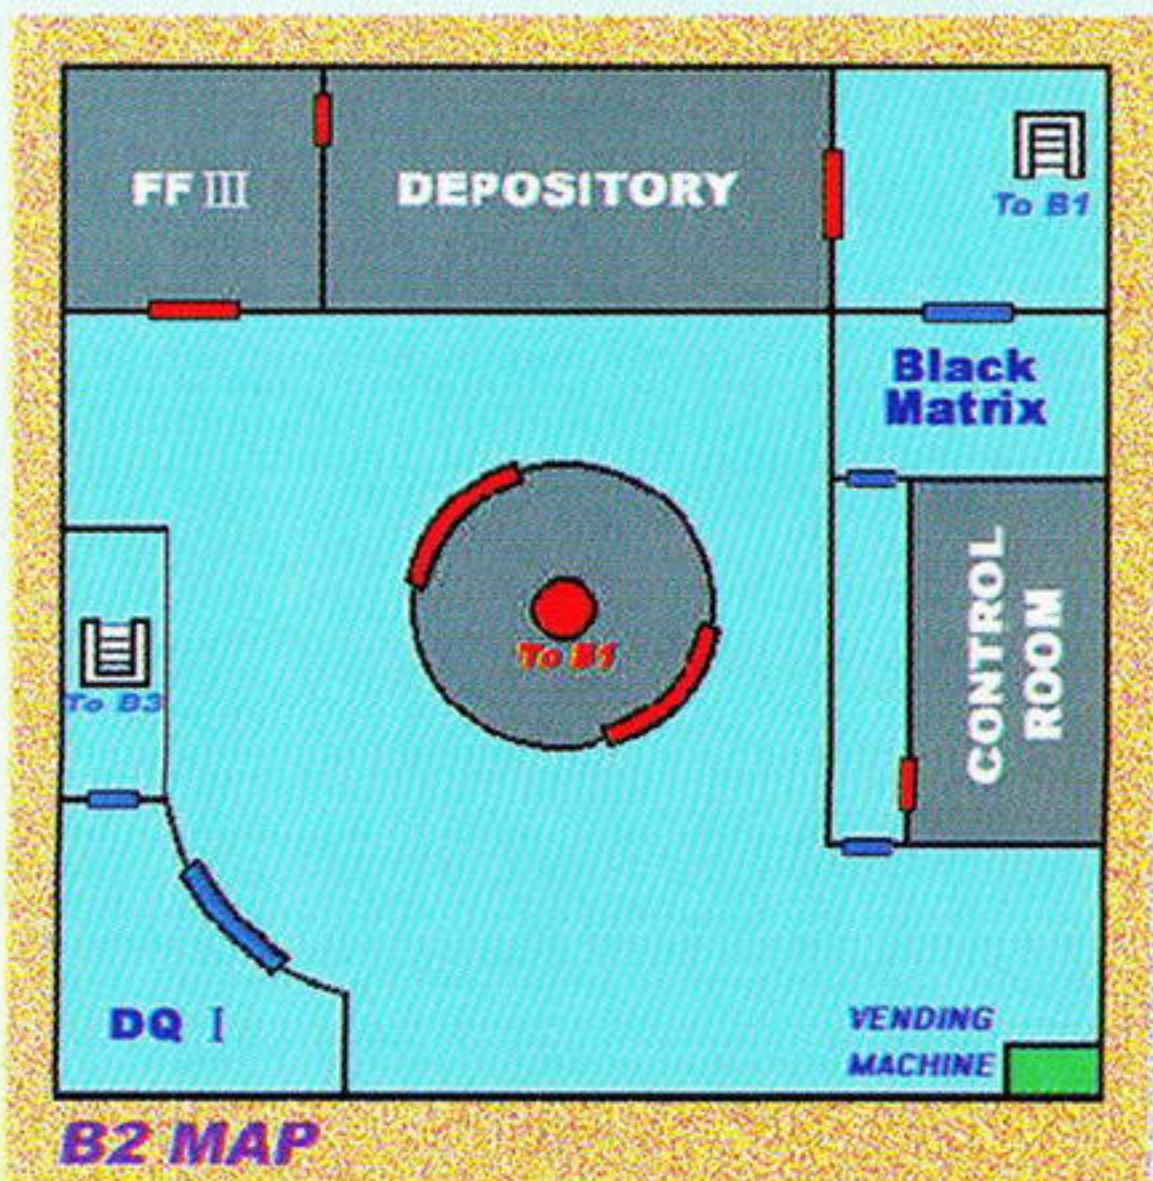 FF III
DEPOSITORY
To B1
Black
Matrix
To B1
CONTROL
ROOM
To B3
DQ I
VENDING
MACHINE
B2 MAP